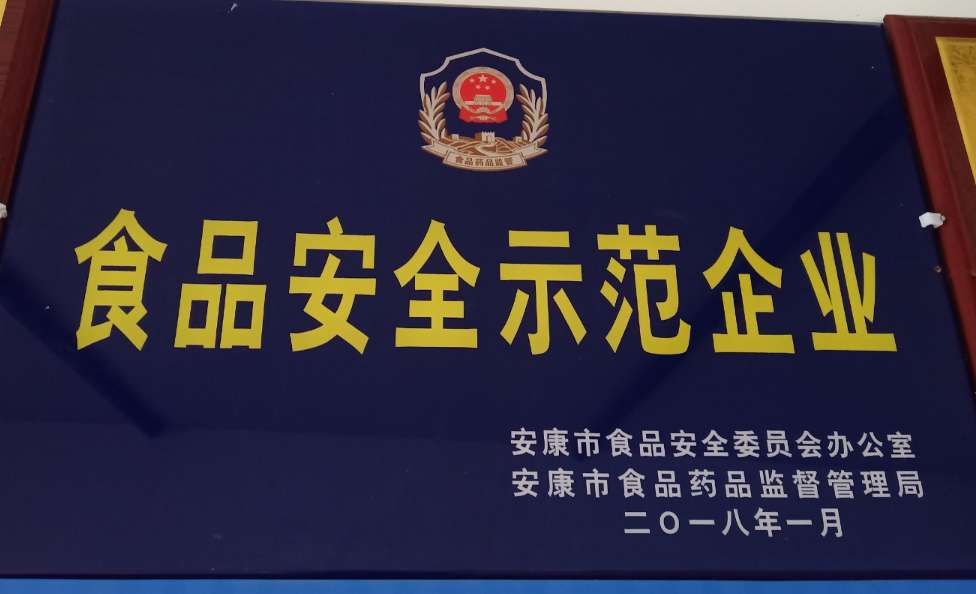 食品药品监管
食品安全示范企业
安康市食品安全委员会办公室
安康市食品药品监督管理局
二〇一八年一月